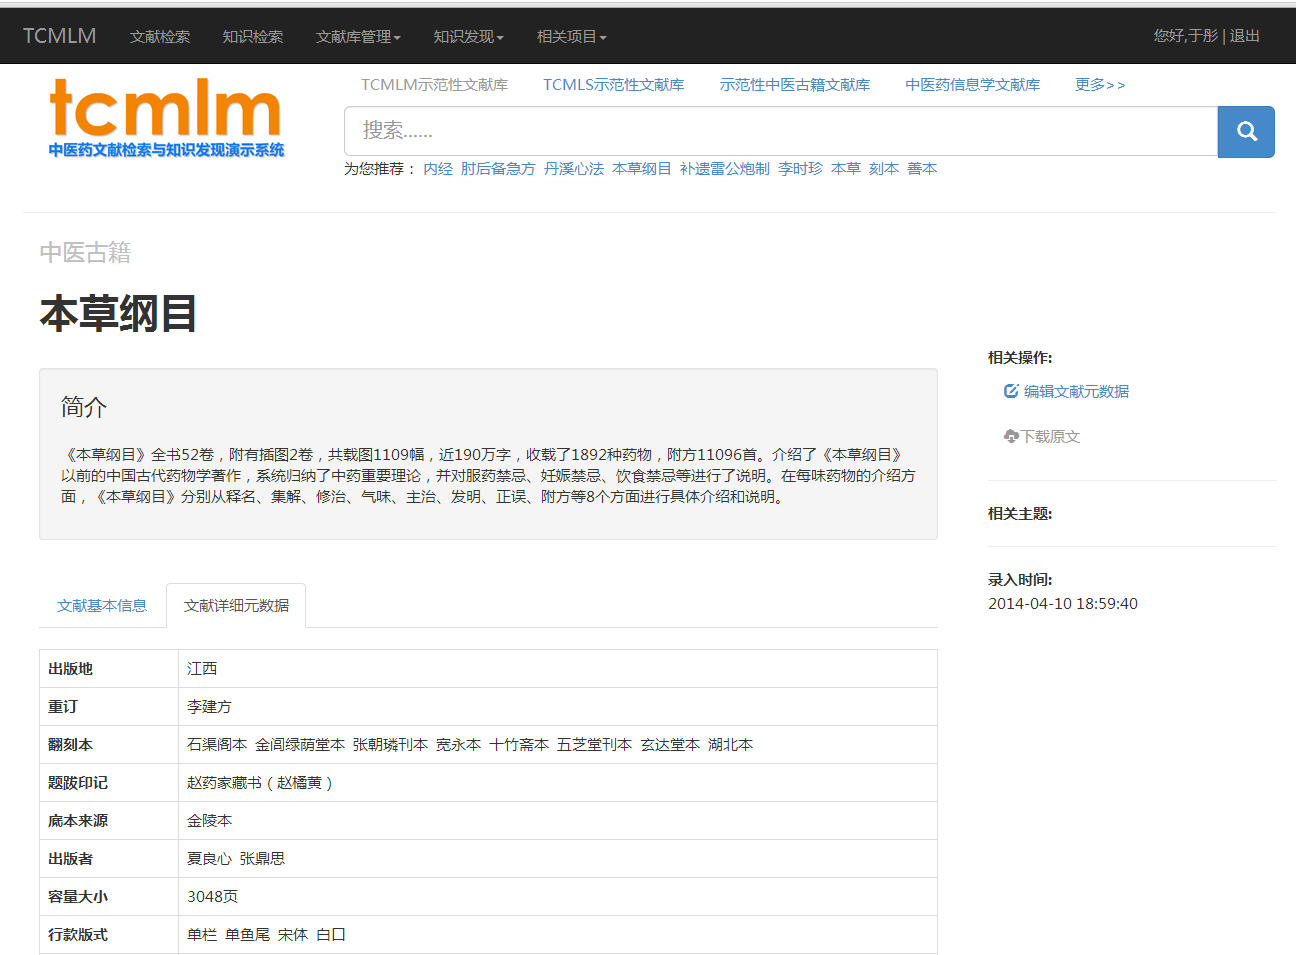 TCMLM 文献检索 知识检索 文献库管理 知识发现 相关项目 您好,于彤 | 退出
tcmlm
中医药文献检索与知识发现演示系统
TCMLM示范性文献库 TCMLS示范性文献库 示范性中医古籍文献库 中医药信息学文献库 更多>>
搜索......
为您推荐： 内经 肘后备急方 丹溪心法 本草纲目 补遗雷公炮制 李时珍 本草 刻本 善本
中医古籍
本草纲目
简介
《本草纲目》全书52卷，附有插图2卷，共载图1109幅，近190万字，收载了1892种药物，附方11096首。介绍了《本草纲目》
以前的中国古代药物学著作，系统归纳了中药重要理论，并对服药禁忌、妊娠禁忌、饮食禁忌等进行了说明。在每味药物的介绍方
面，《本草纲目》分别从释名、集解、修治、气味、主治、发明、正误、附方等8个方面进行具体介绍和说明。
相关操作:
编辑文献元数据
下载原文
相关主题:
录入时间:
2014-04-10 18:59:40
文献基本信息 文献详细元数据
出版地 江西
重订 李建方
翻刻本 石渠阁本 金阊绿荫堂本 张朝璘刊本 宽永本 十竹斋本 五芝堂刊本 玄达堂本 湖北本
题跋印记 赵药家藏书（赵橘黄）
底本来源 金陵本
出版者 夏良心 张鼎思
容量大小 3048页
行款版式 单栏 单鱼尾 宋体 白口